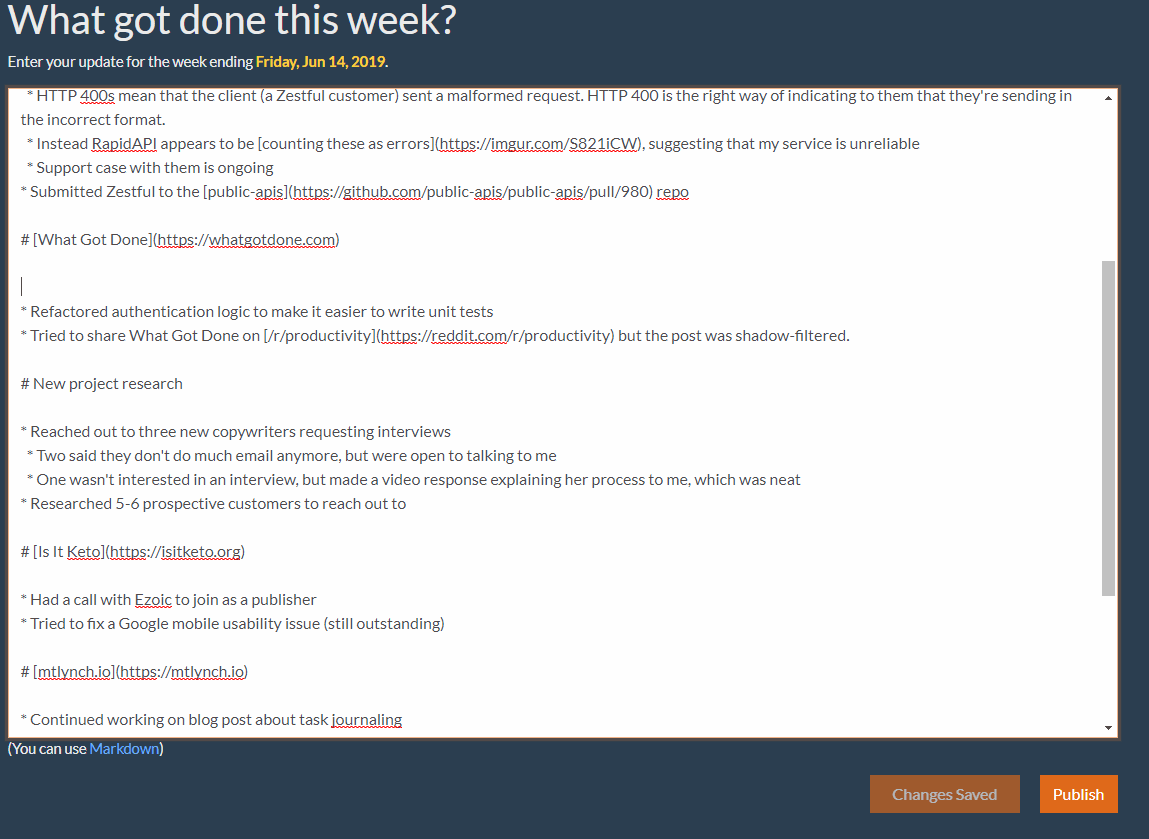 What got done this week?
Enter your update for the week ending Friday, Jun 14, 2019.
* HTTP 400s mean that the client (a Zestful customer) sent a malformed request. HTTP 400 is the right way of indicating to them that they're sending in
the incorrect format.
* Instead RapidAPI appears to be [counting these as errors](https://imgur.com/S821iCW), suggesting that my service is unreliable
* Support case with them is ongoing
* Submitted Zestful to the [public-apis](https://github.com/public-apis/public-apis/pull/980) repo
# [What Got Done](https://whatgotdone.com)
* Refactored authentication logic to make it easier to write unit tests
* Tried to share What Got Done on [/r/productivity](https://reddit.com/r/productivity) but the post was shadow-filtered.
# New project research
* Reached out to three new copywriters requesting interviews
* Two said they don't do much email anymore, but were open to talking to me
* One wasn't interested in an interview, but made a video response explaining her process to me, which was neat
* Researched 5-6 prospective customers to reach out to
# [Is It Keto](https://isitketo.org)
* Had a call with Ezoic to join as a publisher
* Tried to fix a Google mobile usability issue (still outstanding)
# [mtlynch.io](https://mtlynch.io)
* Continued working on blog post about task journaling
(You can use Markdown)
Changes Saved
Publish